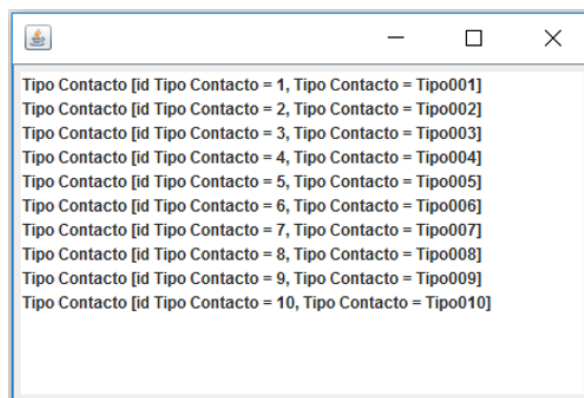 Tipo Contacto [id Tipo Contacto = 1, Tipo Contacto = Tipo001]
Tipo Contacto [id Tipo Contacto = 2, Tipo Contacto = Tipo002]
Tipo Contacto [id Tipo Contacto = 3, Tipo Contacto = Tipo003]
Tipo Contacto [id Tipo Contacto = 4, Tipo Contacto = Tipo004]
Tipo Contacto [id Tipo Contacto = 5, Tipo Contacto = Tipo005]
Tipo Contacto [id Tipo Contacto = 6, Tipo Contacto = Tipo006]
Tipo Contacto [id Tipo Contacto = 7, Tipo Contacto = Tipo007]
Tipo Contacto [id Tipo Contacto = 8, Tipo Contacto = Tipo008]
Tipo Contacto [id Tipo Contacto = 9, Tipo Contacto = Tipo009]
Tipo Contacto [id Tipo Contacto = 10, Tipo Contacto = Tipo010]